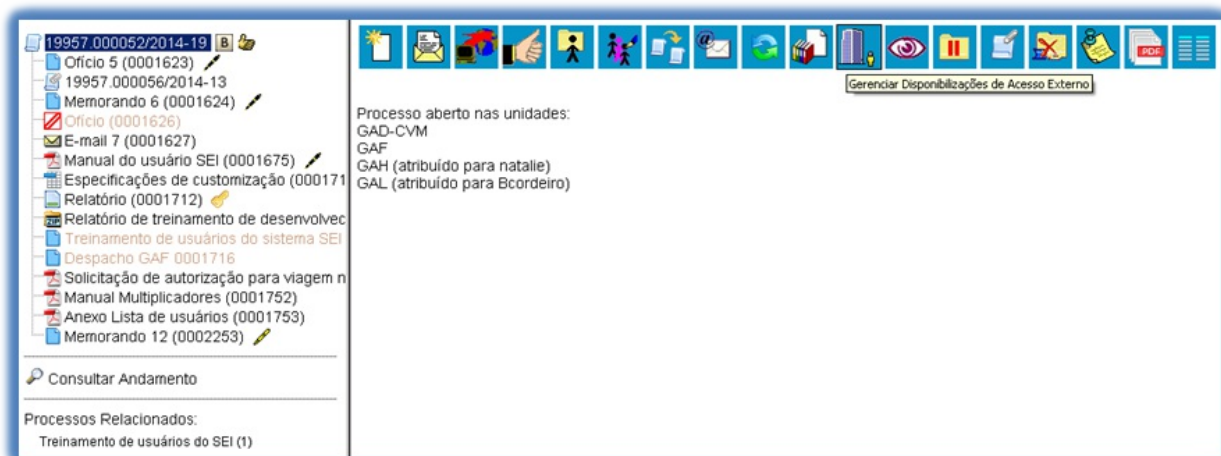 19957.000052/2014-19 B
Ofício 5 (0001623)
19957.000056/2014-13
Memorando 6 (0001624)
Ofício (0001626)
E-mail 7 (0001627)
Manual do usuário SEI (0001675)
Especificações de customização (000171
Relatório (0001712)
Relatório de treinamento de desenvolvec
Treinamento de usuários do sistema SEI
Despacho GAF 0001716
Solicitação de autorização para viagem n
Manual Multiplicadores (0001752)
Anexo Lista de usuários (0001753)
Memorando 12 (0002253)
Consultar Andamento
Processos Relacionados:
Treinamento de usuários do SEI (1)
PDF
Gerenciar Disponibilizações de Acesso Externo
Processo aberto nas unidades:
GAD-CVM
GAF
GAH (atribuído para natalie)
GAL (atribuído para Bcordeiro)